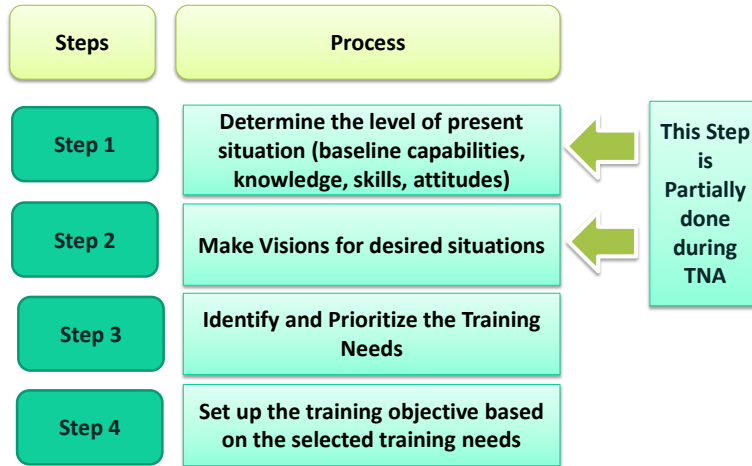 Steps
Process
Step 1
Determine the level of present
situation (baseline capabilities,
knowledge, skills, attitudes)
Step 2
Make Visions for desired situations
This Step
is
Partially
done
during
TNA
Step 3
Identify and Prioritize the Training
Needs
Step 4
Set up the training objective based
on the selected training needs